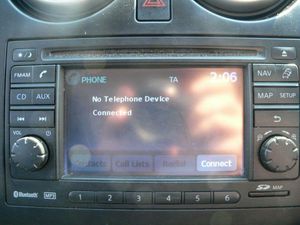 PHONE TA 2:06
FM·AM
NAV
No Telephone Device
Connected
CD AUX
MAP SETUP
VOL
Contacts Call Lists Redial Connect
Bluetooth MP3 1 2 3 4 5 6 SD MAP